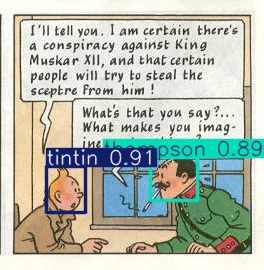 I'll tell you. I am certain there's
a conspiracy against King
Muskar XII, and that certain
people will try to steal the
sceptre from him!
What's that you say?...
What makes you imag-
ine
tintin 0.91
thompson 0.89